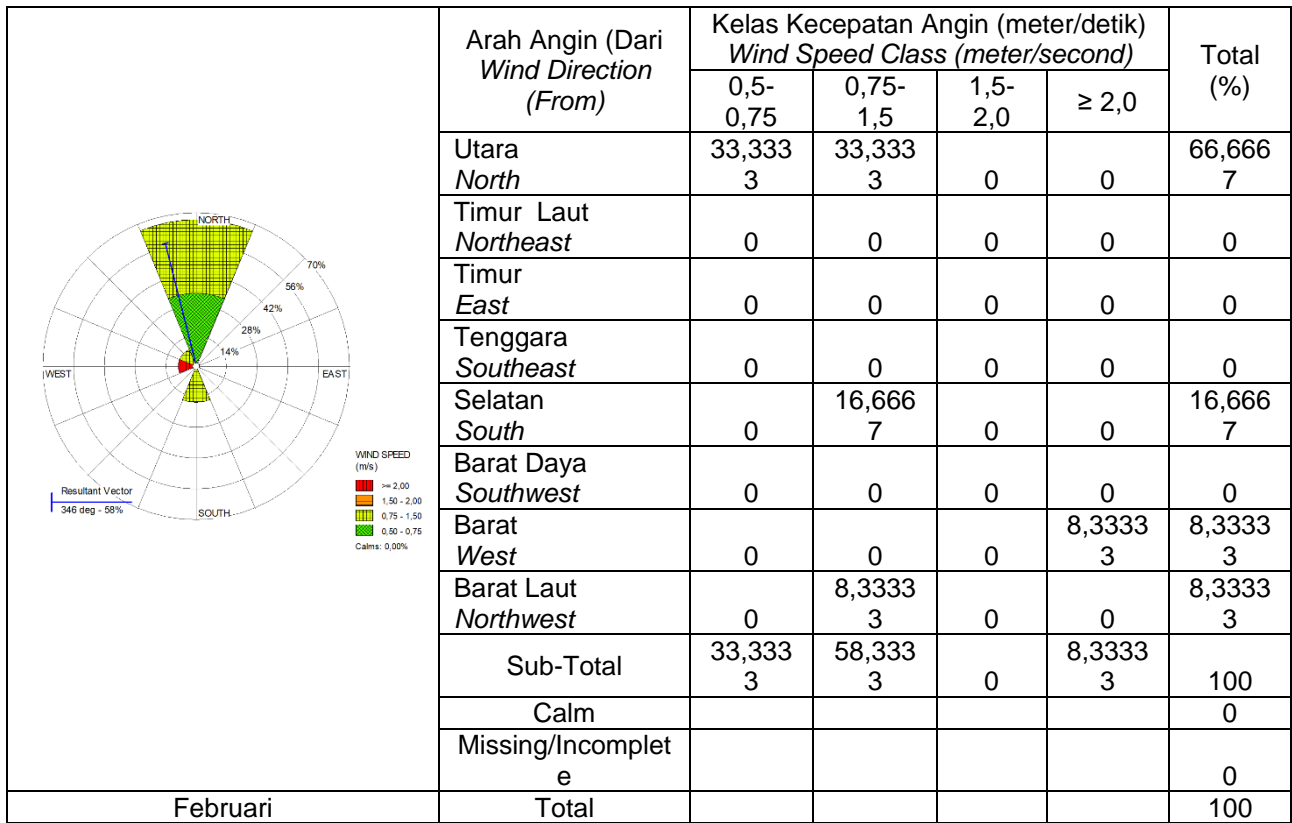 Arah Angin (Dari
Wind Direction
(From)
Kelas Kecepatan Angin (meter/detik)
Wind Speed Class (meter/second)
Total
(%)
0,5-
0,75
0,75-
1,5
1,5-
2,0
≥ 2,0
Utara
North
33,333
3
33,333
3
0
0
66,666
7
Timur Laut
Northeast
0
0
0
0
0
Timur
East
0
0
0
0
0
Tenggara
Southeast
0
0
0
0
0
Selatan
South
0
16,666
7
0
0
16,666
7
Barat Daya
Southwest
0
0
0
0
0
Barat
West
0
0
0
8,3333
3
8,3333
3
Barat Laut
Northwest
0
8,3333
3
0
0
8,3333
3
Sub-Total
33,333
3
58,333
3
0
8,3333
3
100
Calm
0
Missing/Incomplet
e
0
Februari
Total
100
NORTH
70%
56%
42%
28%
14%
WEST
EAST
SOUTH
WIND SPEED
(m/s)
>= 2,00
1,50 - 2,00
0,75 - 1,50
0,50 - 0,75
Calms: 0,00%
Resultant Vector
346 deg - 58%